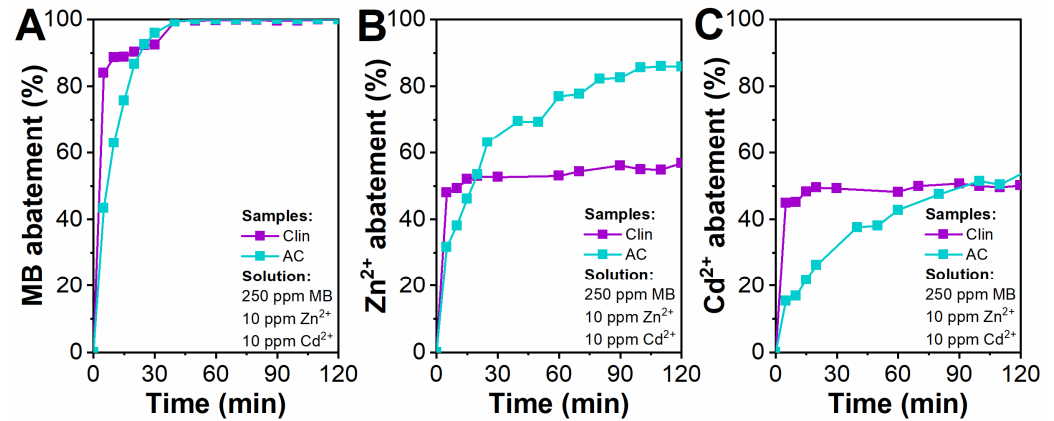 A
MB abatement (%)
100
80
60
40
20
0
0 30 60 90 120
Time (min)
Samples:
Clin
AC
Solution:
250 ppm MB
10 ppm Zn²⁺
10 ppm Cd²⁺
B
Zn²⁺ abatement (%)
100
80
60
40
20
0
0 30 60 90 120
Time (min)
Samples:
Clin
AC
Solution:
250 ppm MB
10 ppm Zn²⁺
10 ppm Cd²⁺
C
Cd²⁺ abatement (%)
100
80
60
40
20
0
0 30 60 90 120
Time (min)
Samples:
Clin
AC
Solution:
250 ppm MB
10 ppm Zn²⁺
10 ppm Cd²⁺